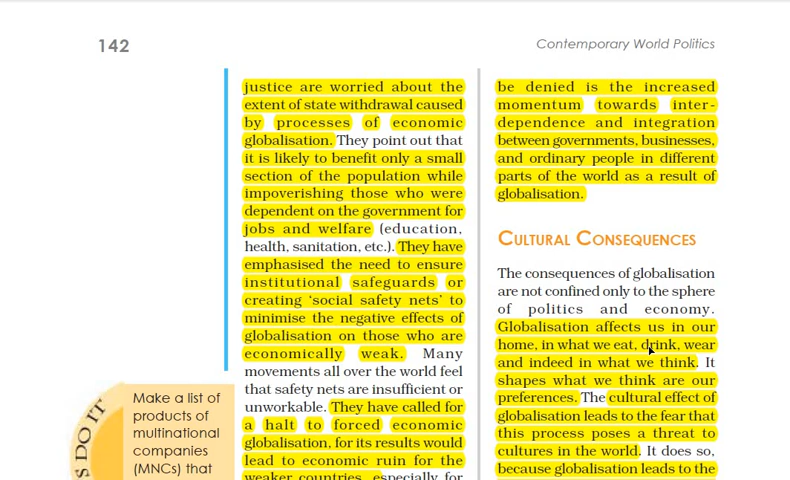 142
Contemporary World Politics
justice are worried about the
extent of state withdrawal caused
by processes of economic
globalisation. They point out that
it is likely to benefit only a small
section of the population while
impoverishing those who were
dependent on the government for
jobs and welfare (education,
health, sanitation, etc.). They have
emphasised the need to ensure
institutional safeguards or
creating ‘social safety nets’ to
minimise the negative effects of
globalisation on those who are
economically weak. Many
movements all over the world feel
that safety nets are insufficient or
unworkable. They have called for
a halt to forced economic
globalisation, for its results would
lead to economic ruin for the
weaker countries, especially for
be denied is the increased
momentum towards inter-
dependence and integration
between governments, businesses,
and ordinary people in different
parts of the world as a result of
globalisation.
CULTURAL CONSEQUENCES
The consequences of globalisation
are not confined only to the sphere
of politics and economy.
Globalisation affects us in our
home, in what we eat, drink, wear
and indeed in what we think. It
shapes what we think are our
preferences. The cultural effect of
globalisation leads to the fear that
this process poses a threat to
cultures in the world. It does so,
because globalisation leads to the
S DO IT
Make a list of
products of
multinational
companies
(MNCs) that